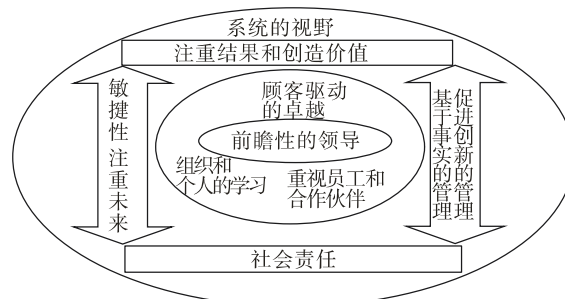 系统的视野
注重结果和创造价值
敏捷性 注重未来
顾客驱动
的卓越
前瞻性的领导
组织和
个人的学习
重视员工和
合作伙伴
促进创新的管理
基于事实的管理
社会责任